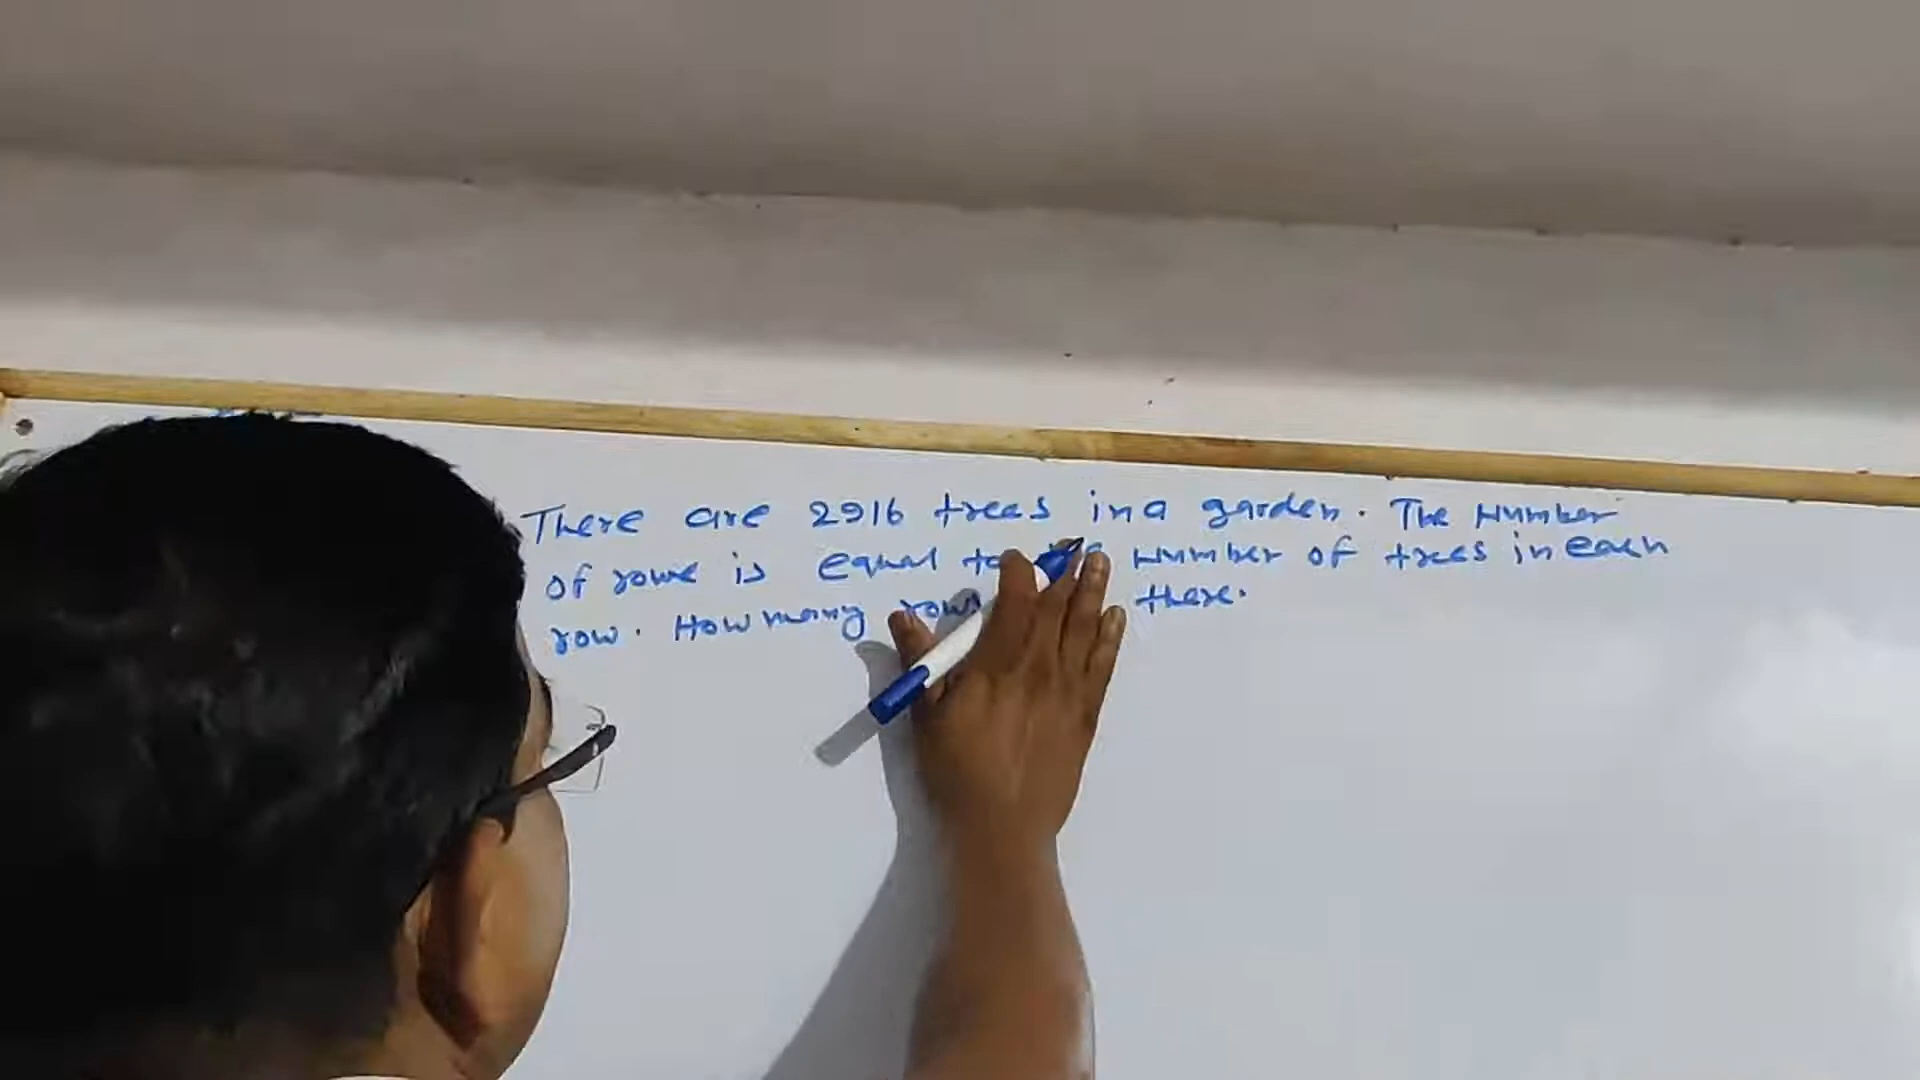 There are 2916 trees in a garden. The Number
of rows is equal to Number of trees in each
row. How many rows there.